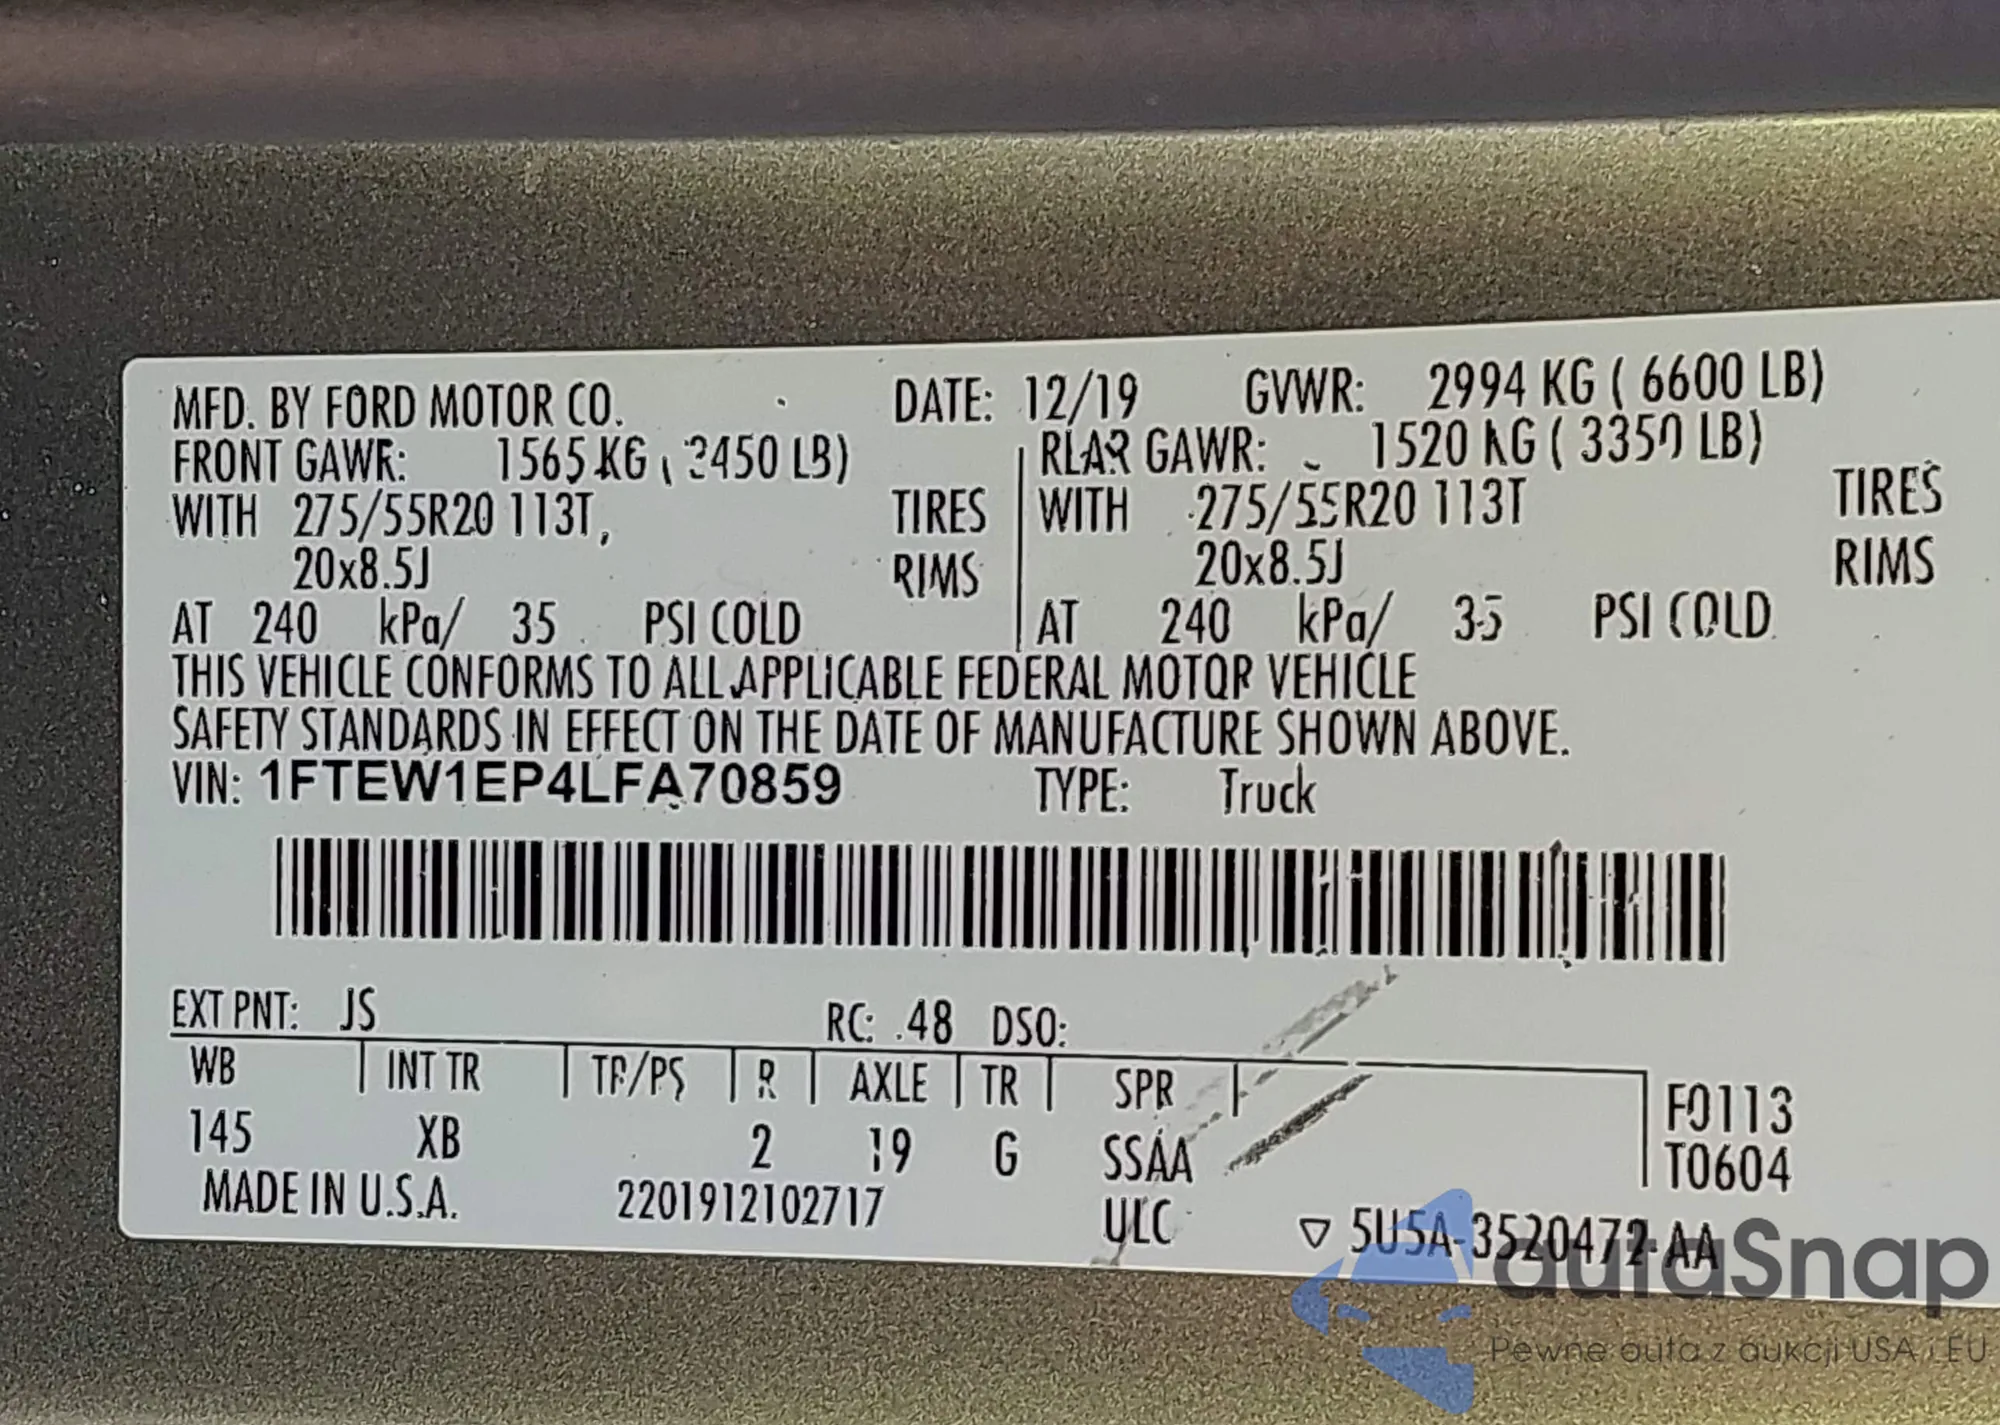 MFD. BY FORD MOTOR CO. DATE: 12/19 GVWR: 2994 KG ( 6600 LB)
FRONT GAWR: 1565 KG ( 3450 LB) REAR GAWR: 1520 KG ( 3350 LB)
WITH 275/55R20 113T, TIRES WITH 275/55R20 113T TIRES
20x8.5J RIMS 20x8.5J RIMS
AT 240 kPa/ 35 PSI COLD AT 240 kPa/ 35 PSI COLD
THIS VEHICLE CONFORMS TO ALL APPLICABLE FEDERAL MOTOR VEHICLE
SAFETY STANDARDS IN EFFECT ON THE DATE OF MANUFACTURE SHOWN ABOVE.
VIN: 1FTEW1EP4LFA70859 TYPE: Truck
EXT PNT: JS RC: 48 DSO:
WB INT TR TP/PS R AXLE TR SPR F0113
145 XB 2 19 G SSAA T0604
MADE IN U.S.A. 2201912102717 ULC ▽ 5U5A-3520472-AA
autaSnap
Pewne auta z aukcji USA i EU